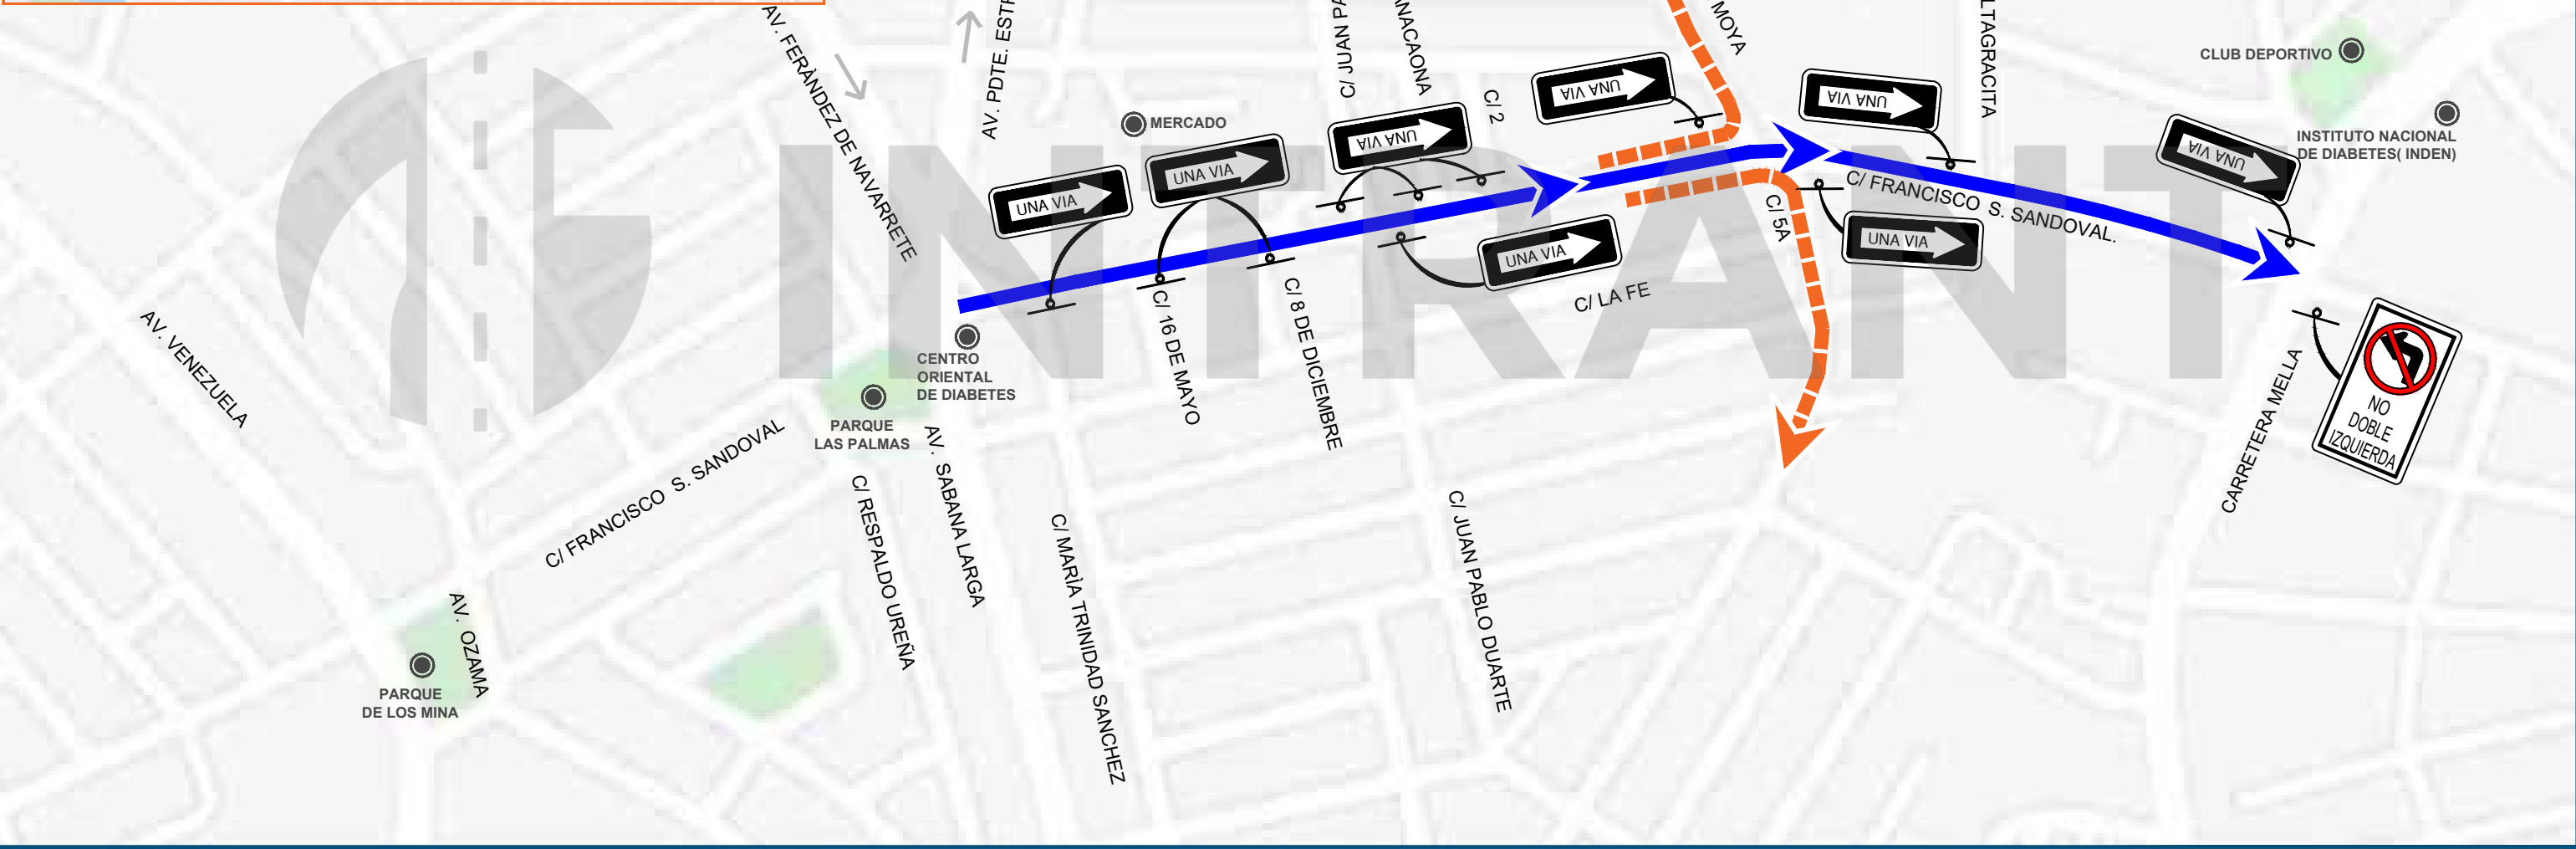 AV. FERÀNDEZ DE NAVARRETE
AV. PDTE. ESTR
C/ JUAN PA
NACAONA
C/ 2
MOYA
LTAGRACITA
CLUB DEPORTIVO
INSTITUTO NACIONAL
DE DIABETES( INDEN)
MERCADO
UNA VIA
UNA VIA
UNA VIA
UNA VIA
UNA VIA
UNA VIA
UNA VIA
UNA VIA
INTRANT
C/ FRANCISCO S. SANDOVAL.
C/ 5A
C/ LA FE
C/ 16 DE MAYO
C/ 8 DE DICIEMBRE
CENTRO
ORIENTAL
DE DIABETES
PARQUE
LAS PALMAS
AV. VENEZUELA
C/ FRANCISCO S. SANDOVAL
AV. SABANA LARGA
C/ RESPALDO UREÑA
C/ MARÌA TRINIDAD SANCHEZ
C/ JUAN PABLO DUARTE
CARRETERA MELLA
NO
DOBLE
IZQUIERDA
AV. OZAMA
PARQUE
DE LOS MINA